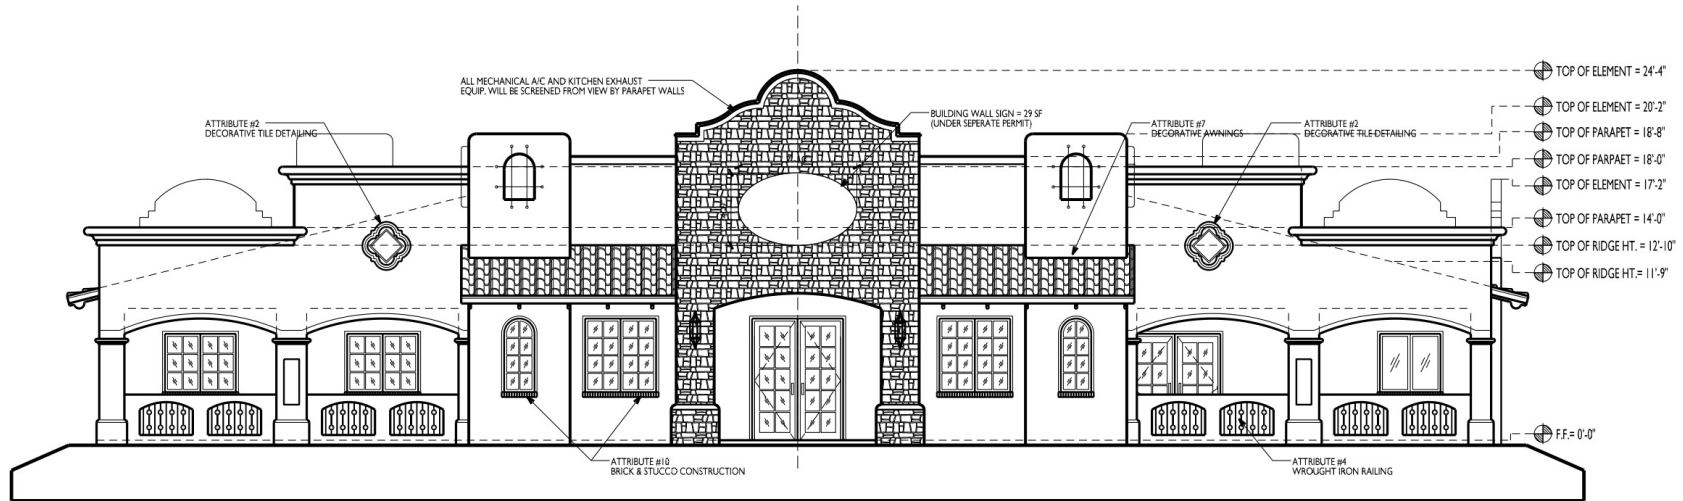 ALL MECHANICAL A/C AND KITCHEN EXHAUST
EQUIP. WILL BE SCREENED FROM VIEW BY PARAPET WALLS
ATTRIBUTE #2
DECORATIVE TILE DETAILING
BUILDING WALL SIGN = 29 SF
(UNDER SEPERATE PERMIT)
ATTRIBUTE #7
DECORATIVE AWNINGS
ATTRIBUTE #2
DECORATIVE TILE DETAILING
TOP OF ELEMENT = 24'-4"
TOP OF ELEMENT = 20'-2"
TOP OF PARAPET = 18'-8"
TOP OF PARPAET = 18'-0"
TOP OF ELEMENT = 17'-2"
TOP OF PARAPET = 14'-0"
TOP OF RIDGE HT. = 12'-10"
TOP OF RIDGE HT.= 11'-9"
F.F.= 0'-0"
ATTRIBUTE #10
BRICK & STUCCO CONSTRUCTION
ATTRIBUTE #4
WROUGHT IRON RAILING